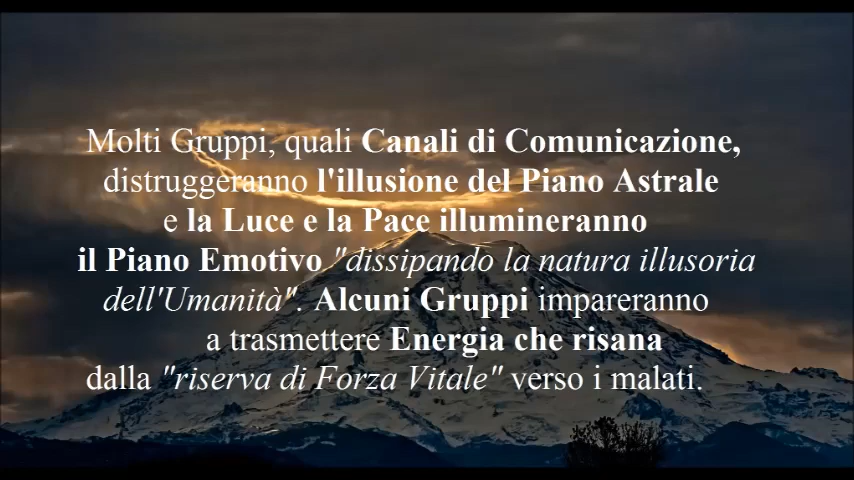 Molti Gruppi, quali Canali di Comunicazione,
distruggeranno l'illusione del Piano Astrale
e la Luce e la Pace illumineranno
il Piano Emotivo "dissipando la natura illusoria
dell'Umanità". Alcuni Gruppi impareranno
a trasmettere Energia che risana
dalla "riserva di Forza Vitale" verso i malati.